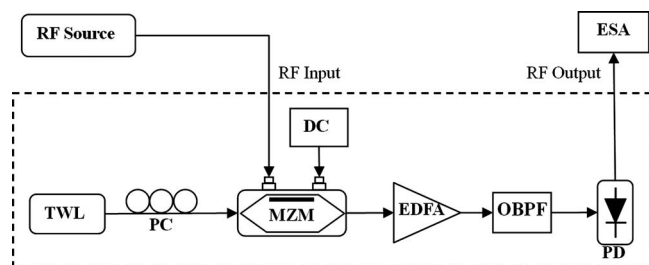 RF Source
ESA
RF Input
RF Output
DC
TWL
PC
MZM
EDFA
OBPF
PD